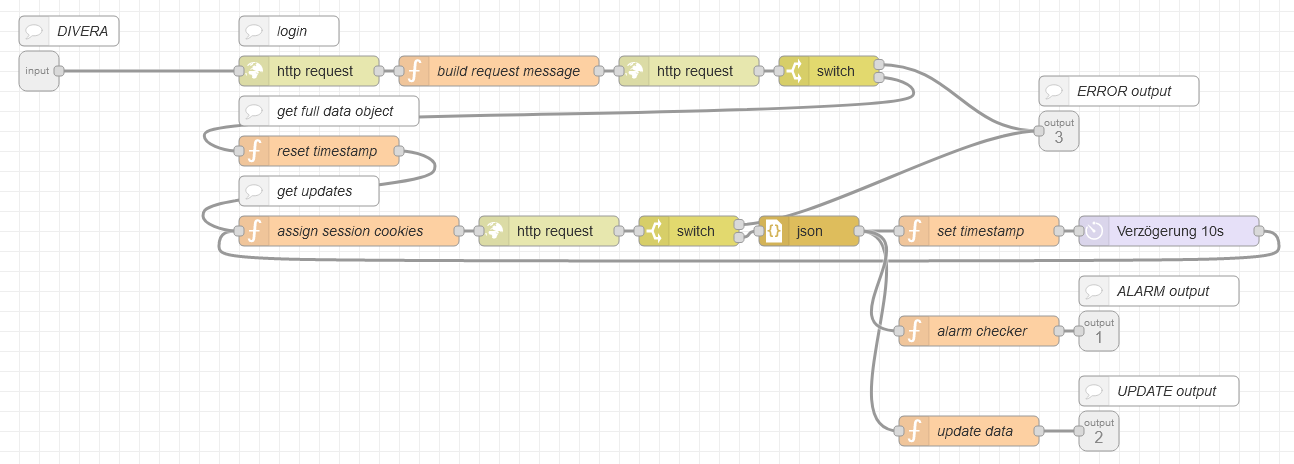 DIVERA
login
input
http request
build request message
http request
switch
get full data object
ERROR output
output
3
reset timestamp
get updates
assign session cookies
http request
switch
json
set timestamp
Verzögerung 10s
ALARM output
alarm checker
output
1
UPDATE output
update data
output
2